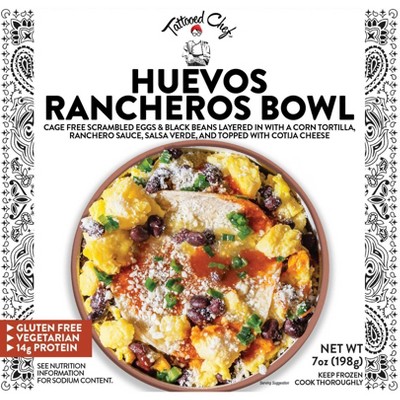 Tattooed Chef
HUEVOS
RANCHEROS BOWL
CAGE FREE SCRAMBLED EGGS & BLACK BEANS LAYERED IN WITH A CORN TORTILLA,
RANCHERO SAUCE, SALSA VERDE, AND TOPPED WITH COTIJA CHEESE
GLUTEN FREE
VEGETARIAN
14g PROTEIN
SEE NUTRITION
INFORMATION
FOR SODIUM CONTENT.
Serving Suggestion
NET WT
7oz (198g)
KEEP FROZEN
COOK THOROUGHLY